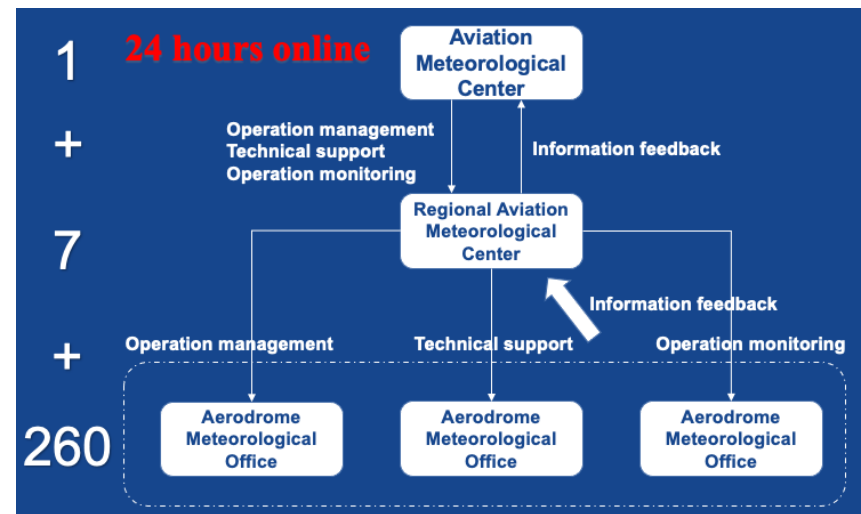 1
24 hours online
Aviation
Meteorological
Center
+
Operation management
Technical support
Operation monitoring
Information feedback
7
Regional Aviation
Meteorological
Center
Information feedback
+
Operation management
Technical support
Operation monitoring
260
Aerodrome
Meteorological
Office
Aerodrome
Meteorological
Office
Aerodrome
Meteorological
Office